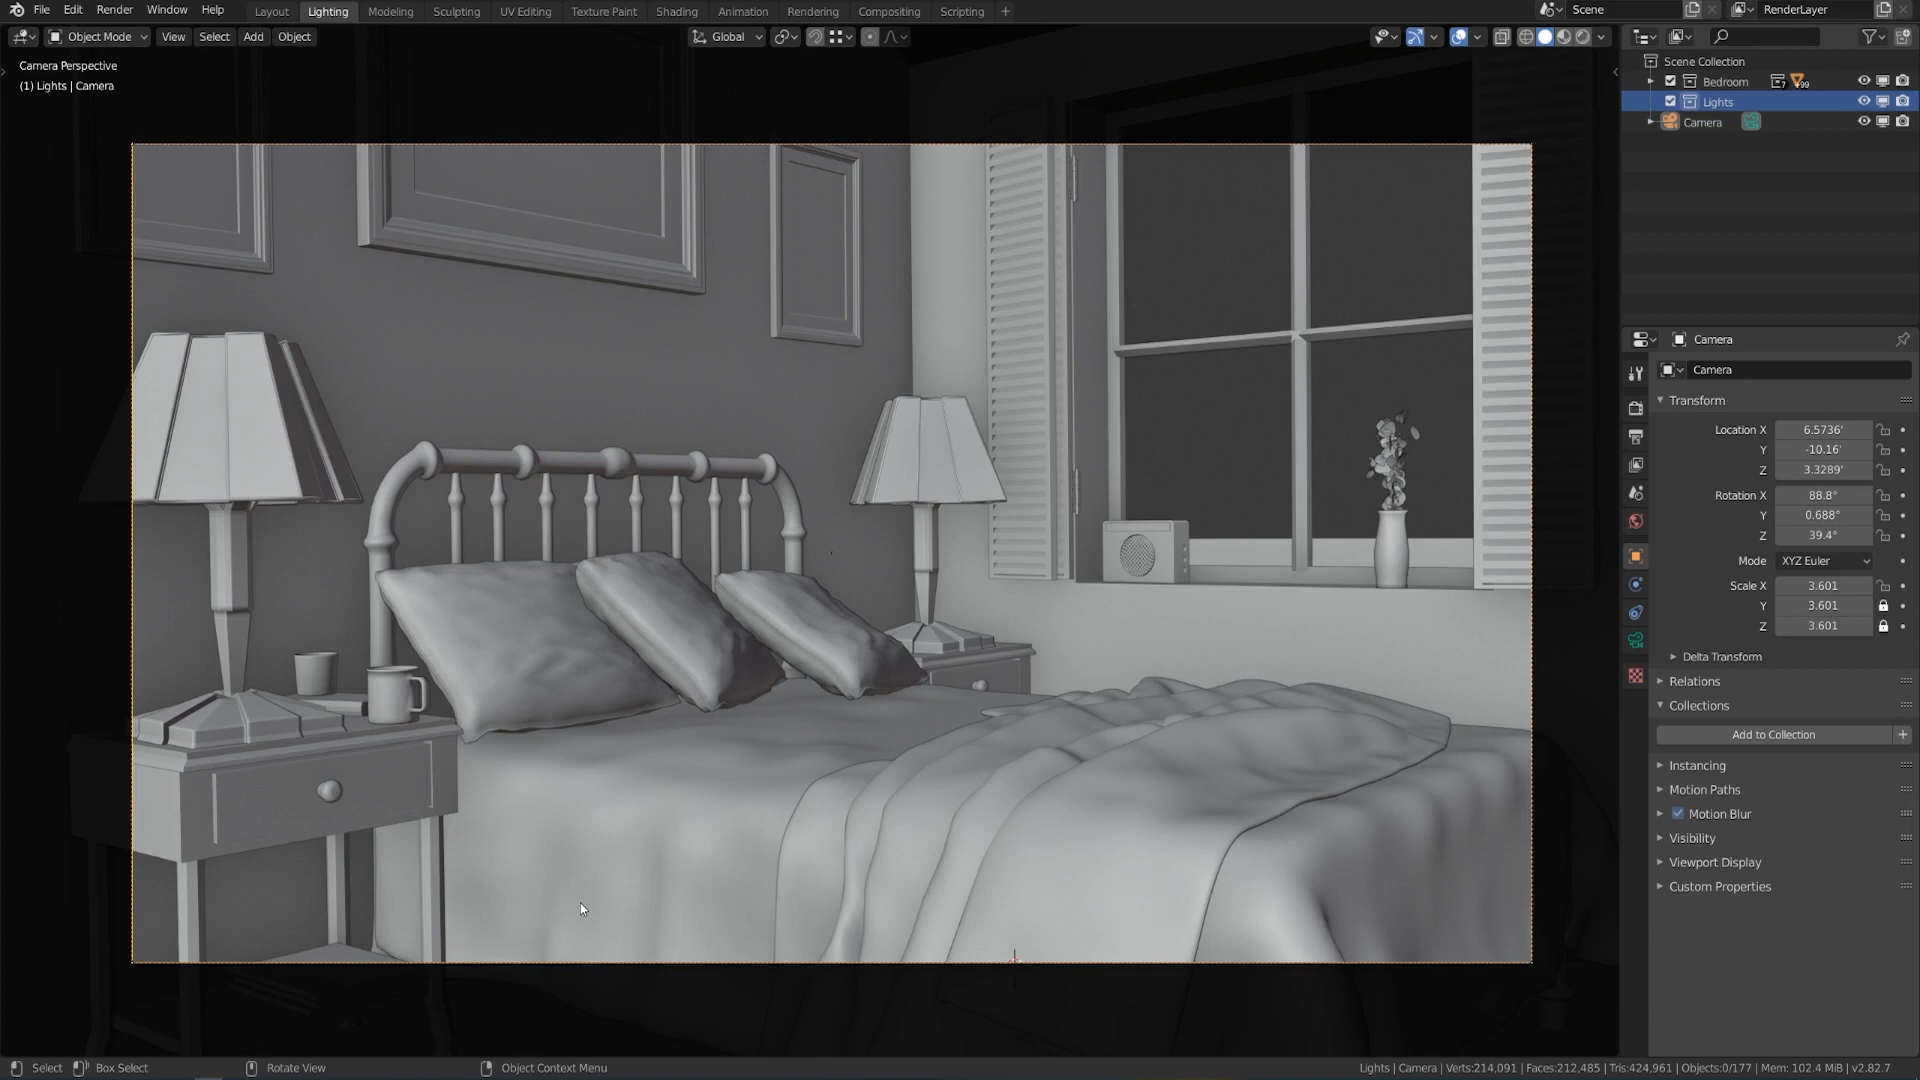 File Edit Render Window Help Layout Lighting Modeling Sculpting UV Editing Texture Paint Shading Animation Rendering Compositing Scripting + Scene RenderLayer
Object Mode View Select Add Object Global
Camera Perspective
(1) Lights | Camera
Scene Collection
Bedroom 7 99
Lights
Camera
Camera
Camera
Transform
Location X 6.5736'
Y -10.16'
Z 3.3289'
Rotation X 88.8°
Y 0.688°
Z 39.4°
Mode XYZ Euler
Scale X 3.601
Y 3.601
Z 3.601
Delta Transform
Relations
Collections
Add to Collection +
Instancing
Motion Paths
Motion Blur
Visibility
Viewport Display
Custom Properties
Select Box Select Rotate View Object Context Menu Lights | Camera | Verts:214,091 | Faces:212,485 | Tris:424,961 | Objects:0/177 | Mem: 102.4 MiB | v2.82.7